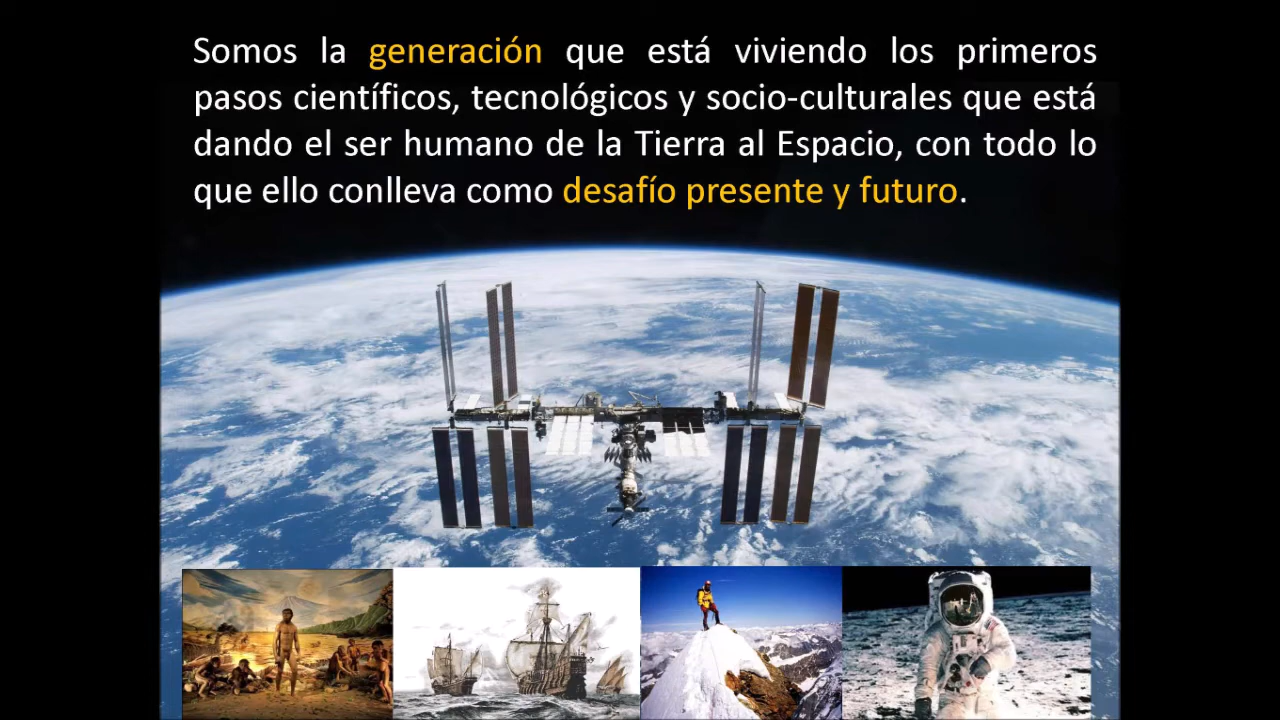 Somos la generación que está viviendo los primeros
pasos científicos, tecnológicos y socio-culturales que está
dando el ser humano de la Tierra al Espacio, con todo lo
que ello conlleva como desafío presente y futuro.